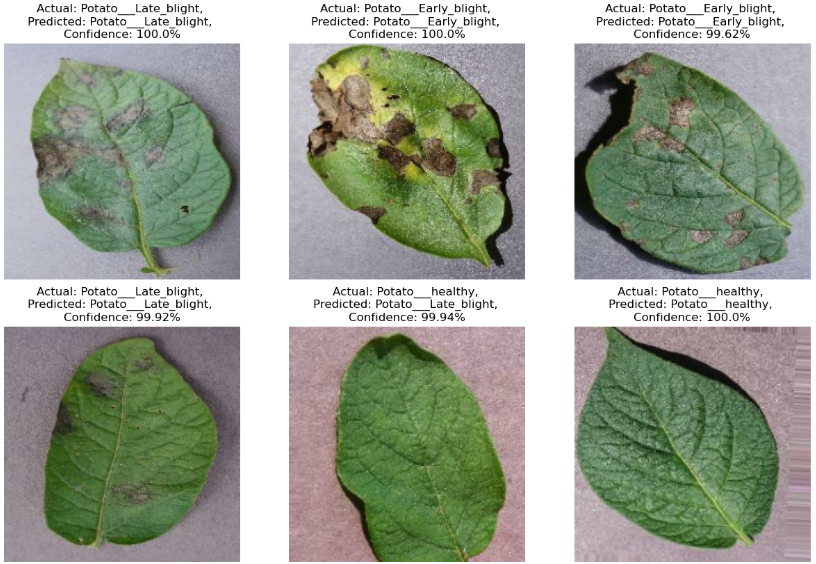 Actual: Potato___Late_blight,
Predicted: Potato___Late_blight,
Confidence: 100.0%
Actual: Potato___Early_blight,
Predicted: Potato___Early_blight,
Confidence: 100.0%
Actual: Potato___Early_blight,
Predicted: Potato___Early_blight,
Confidence: 99.62%
Actual: Potato___Late_blight,
Predicted: Potato___Late_blight,
Confidence: 99.92%
Actual: Potato___healthy,
Predicted: Potato___Late_blight,
Confidence: 99.94%
Actual: Potato___healthy,
Predicted: Potato___healthy,
Confidence: 100.0%